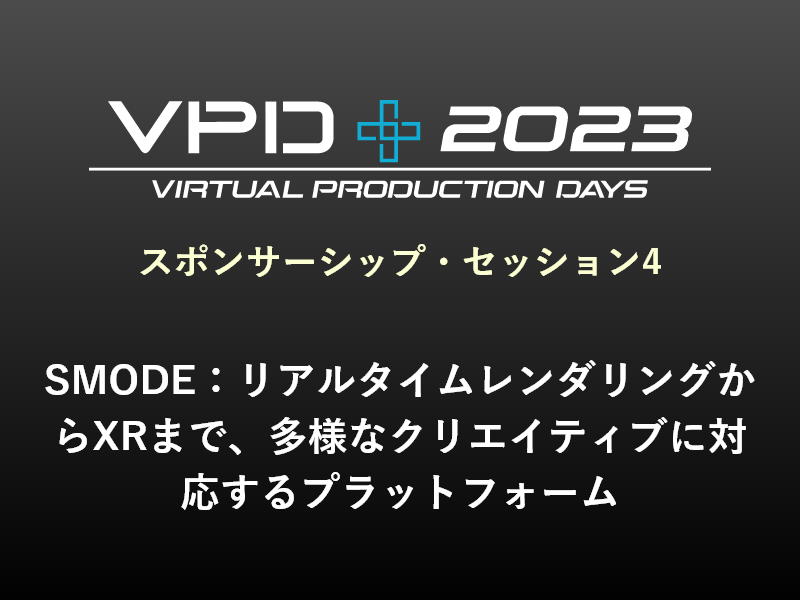 VPD 2023
VIRTUAL PRODUCTION DAYS
スポンサーシップ・セッション4
SMODE：リアルタイムレンダリングか
らXRまで、多様なクリエイティブに対
応するプラットフォーム